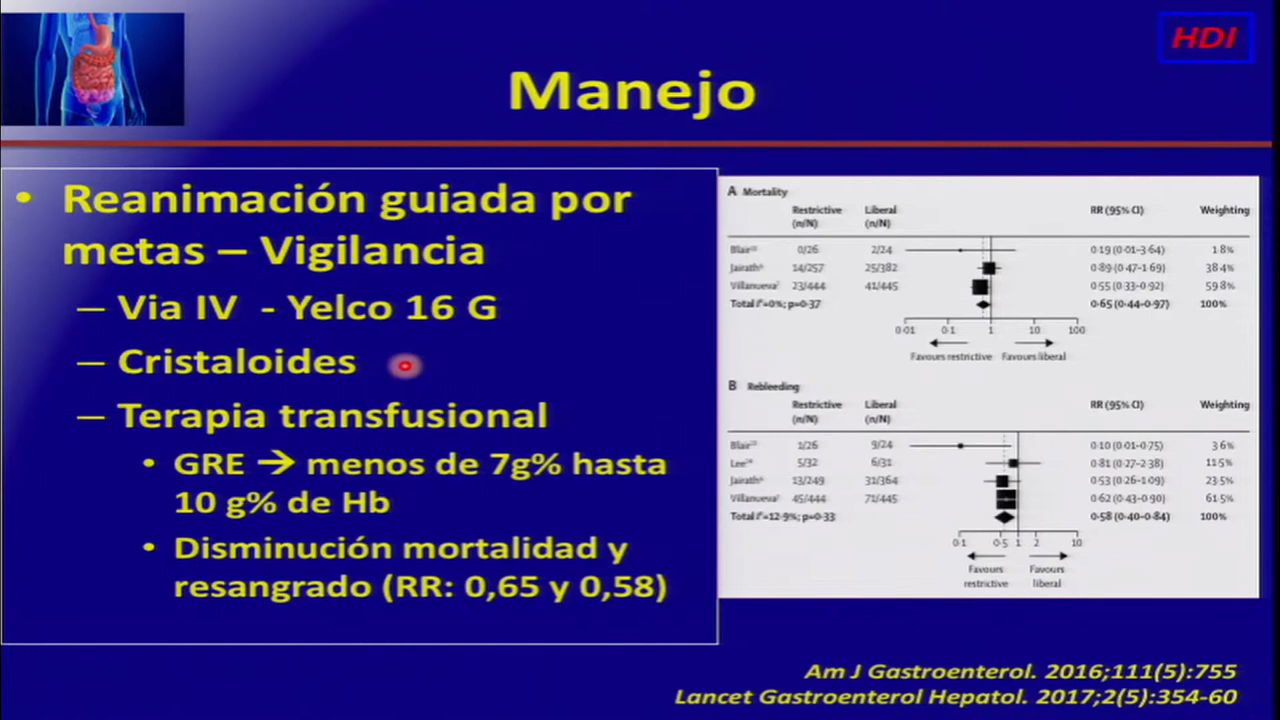 HDI
Manejo
• Reanimación guiada por
metas – Vigilancia
– Via IV - Yelco 16 G
– Cristaloides
– Terapia transfusional
• GRE → menos de 7g% hasta
10 g% de Hb
• Disminución mortalidad y
resangrado (RR: 0,65 y 0,58)
A Mortality
Restrictive Liberal RR (95% CI) Weighting
(n/N) (n/N)
Blair 0/26 2/24 0·19 (0·01–3·64) 1·8%
Jairath 14/257 25/382 0·89 (0·47–1·69) 38·4%
Villanueva 23/444 41/445 0·55 (0·33–0·92) 59·8%
Total I²=0%; p=0·37 0·65 (0·44–0·97) 100%
0·01 0·1 1 10 100
Favours restrictive Favours liberal
B Rebleeding
Restrictive Liberal RR (95% CI) Weighting
(n/N) (n/N)
Blair 1/26 9/24 0·10 (0·01–0·75) 3·6%
Lee 5/32 6/31 0·81 (0·27–2·38) 11·5%
Jairath 13/249 31/364 0·53 (0·26–1·09) 23·5%
Villanueva 45/444 71/445 0·62 (0·43–0·90) 61·5%
Total I²=12·9%; p=0·33 0·58 (0·40–0·84) 100%
0·1 0·5 1 2 10
Favours Favours
restrictive liberal
Am J Gastroenterol. 2016;111(5):755
Lancet Gastroenterol Hepatol. 2017;2(5):354-60